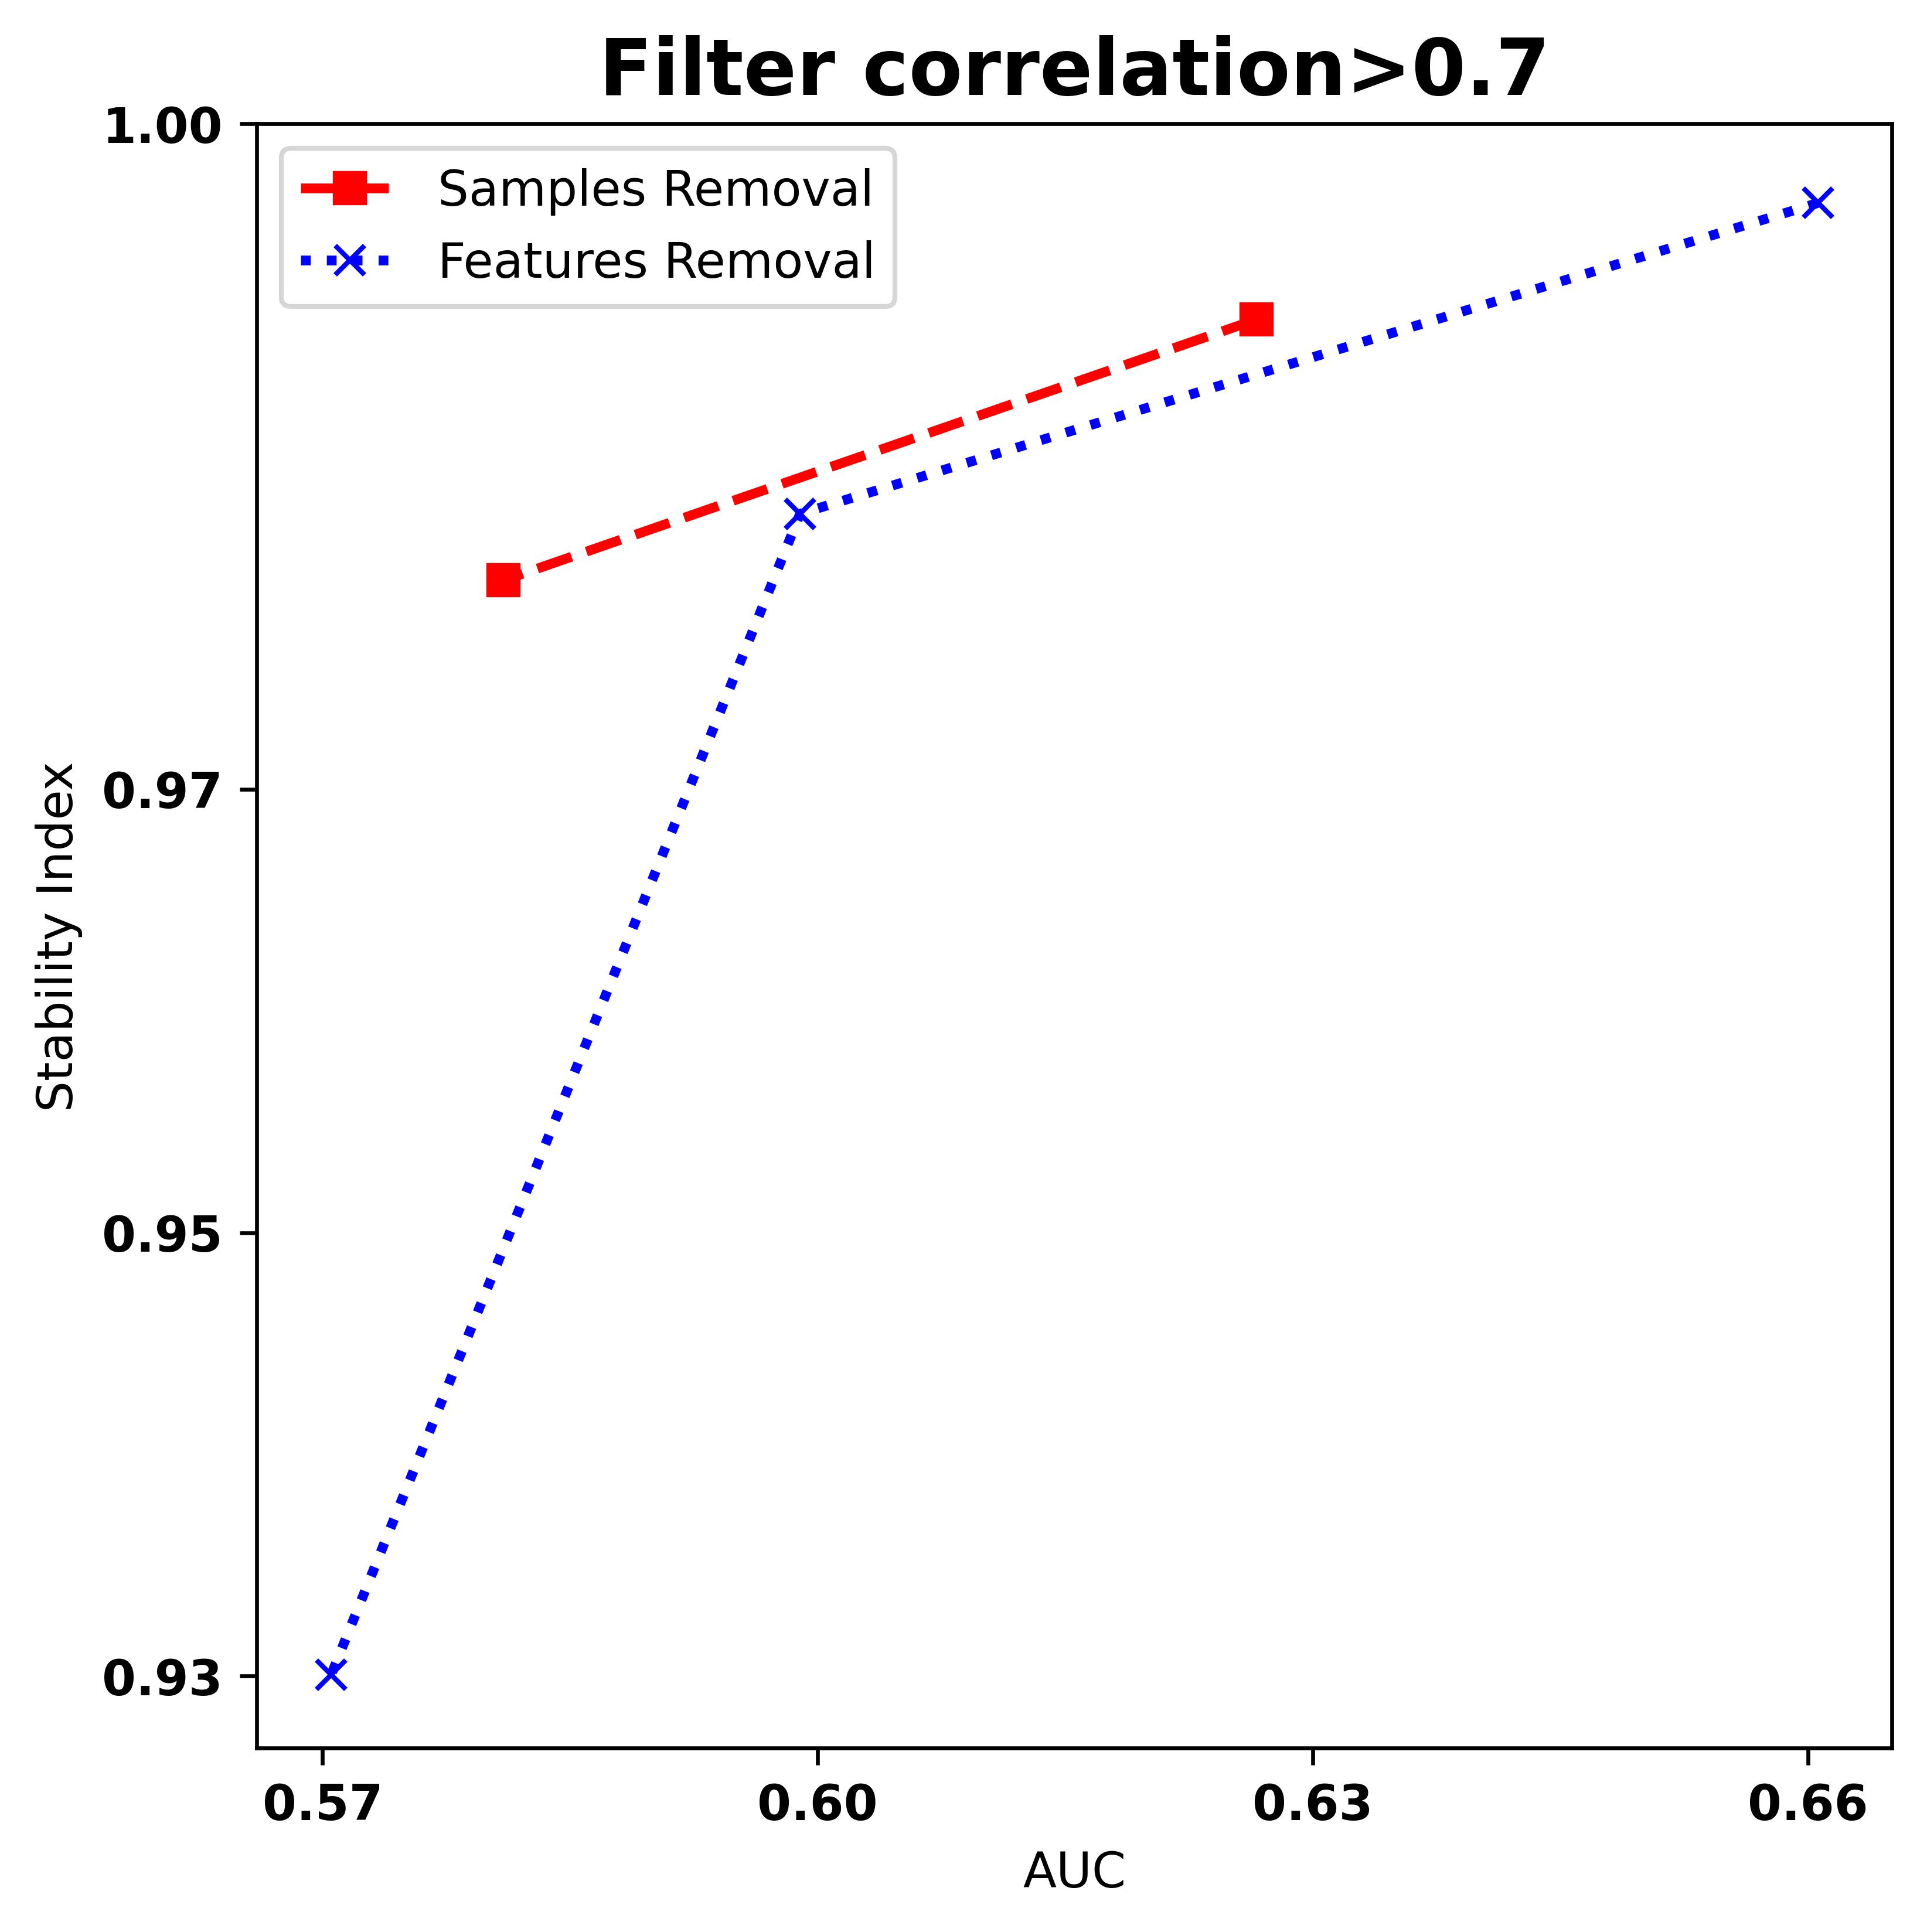 Filter correlation>0.7
1.00
Samples Removal
Features Removal
0.97
Stability Index
0.95
0.93
0.57 0.60 0.63 0.66
AUC